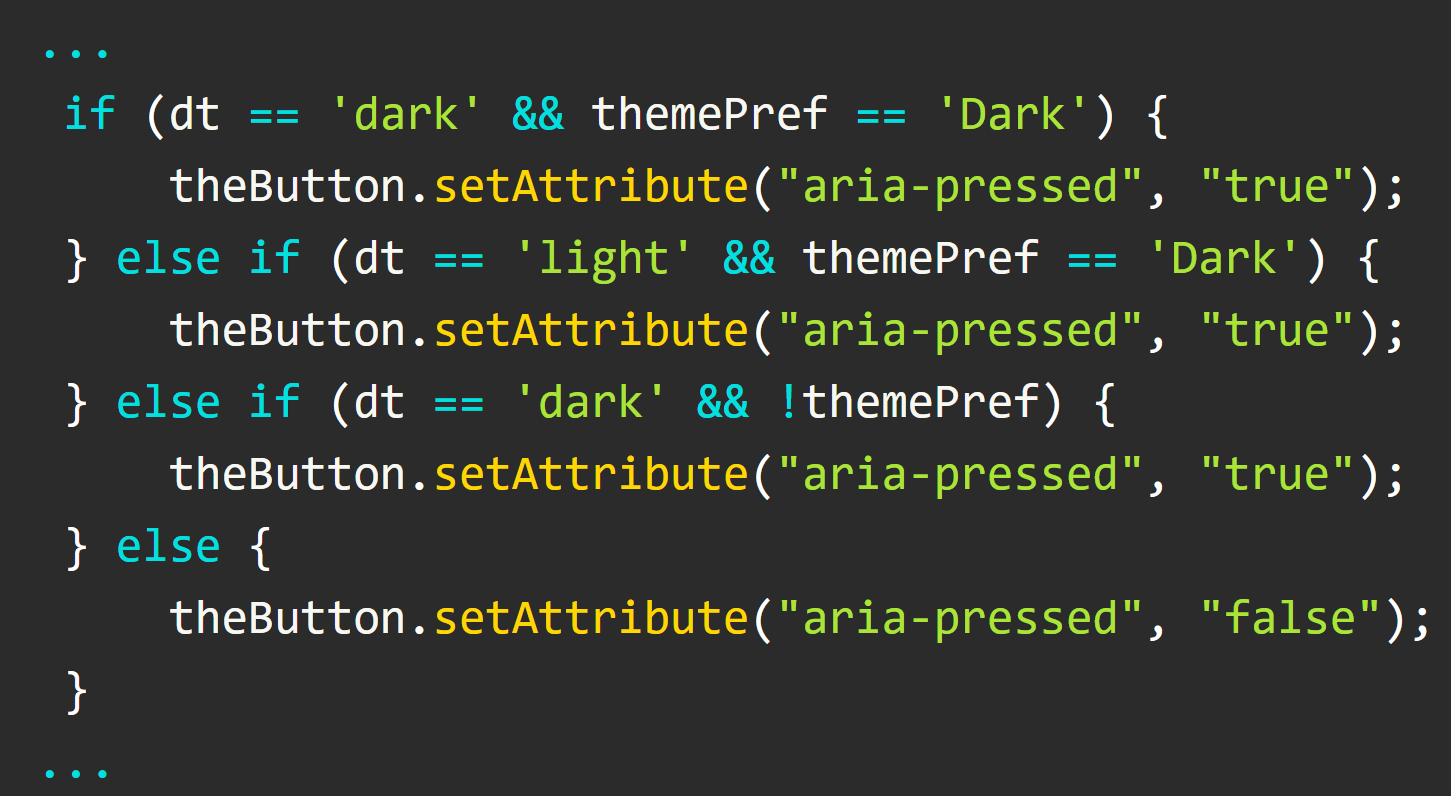 ...
if (dt == 'dark' && themePref == 'Dark') {
    theButton.setAttribute("aria-pressed", "true");
} else if (dt == 'light' && themePref == 'Dark') {
    theButton.setAttribute("aria-pressed", "true");
} else if (dt == 'dark' && !themePref) {
    theButton.setAttribute("aria-pressed", "true");
} else {
    theButton.setAttribute("aria-pressed", "false");
}
...